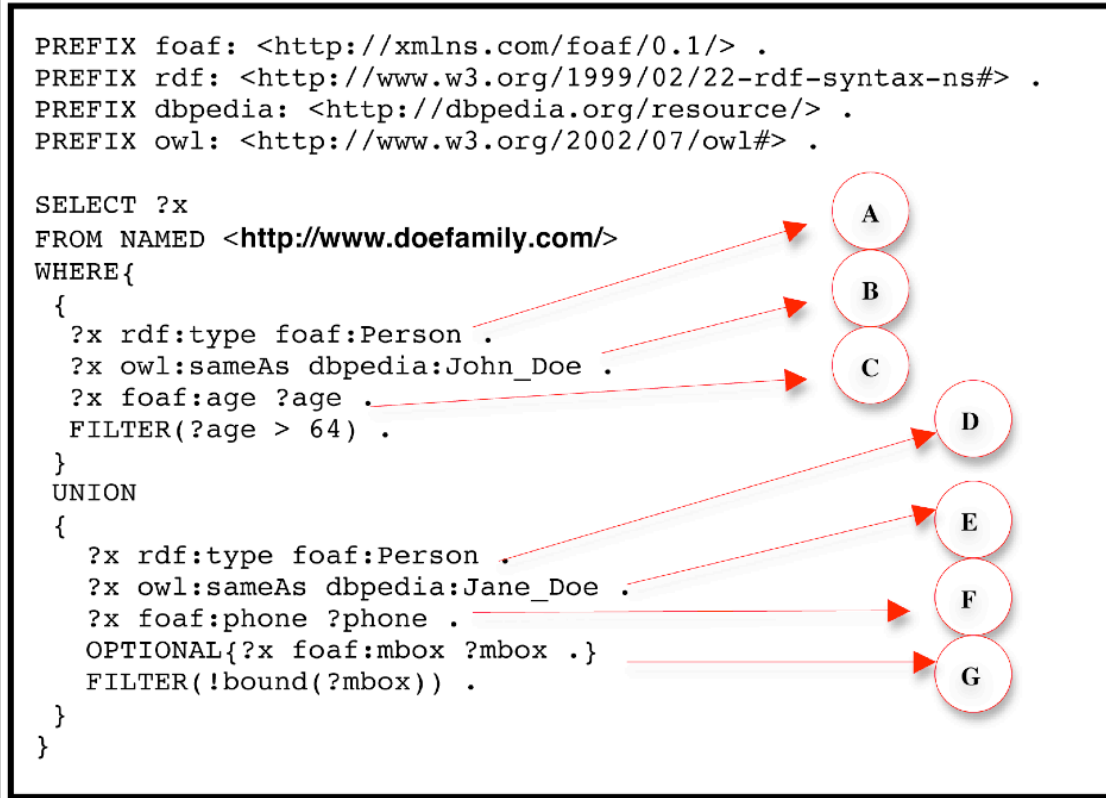 PREFIX foaf: <http://xmlns.com/foaf/0.1/> .
PREFIX rdf: <http://www.w3.org/1999/02/22-rdf-syntax-ns#> .
PREFIX dbpedia: <http://dbpedia.org/resource/> .
PREFIX owl: <http://www.w3.org/2002/07/owl#> .
SELECT ?x
FROM NAMED <http://www.doefamily.com/>
WHERE{
{
?x rdf:type foaf:Person .
?x owl:sameAs dbpedia:John_Doe .
?x foaf:age ?age .
FILTER(?age > 64) .
}
UNION
{
?x rdf:type foaf:Person .
?x owl:sameAs dbpedia:Jane_Doe .
?x foaf:phone ?phone .
OPTIONAL{?x foaf:mbox ?mbox .}
FILTER(!bound(?mbox)) .
}
}
A
B
C
D
E
F
G